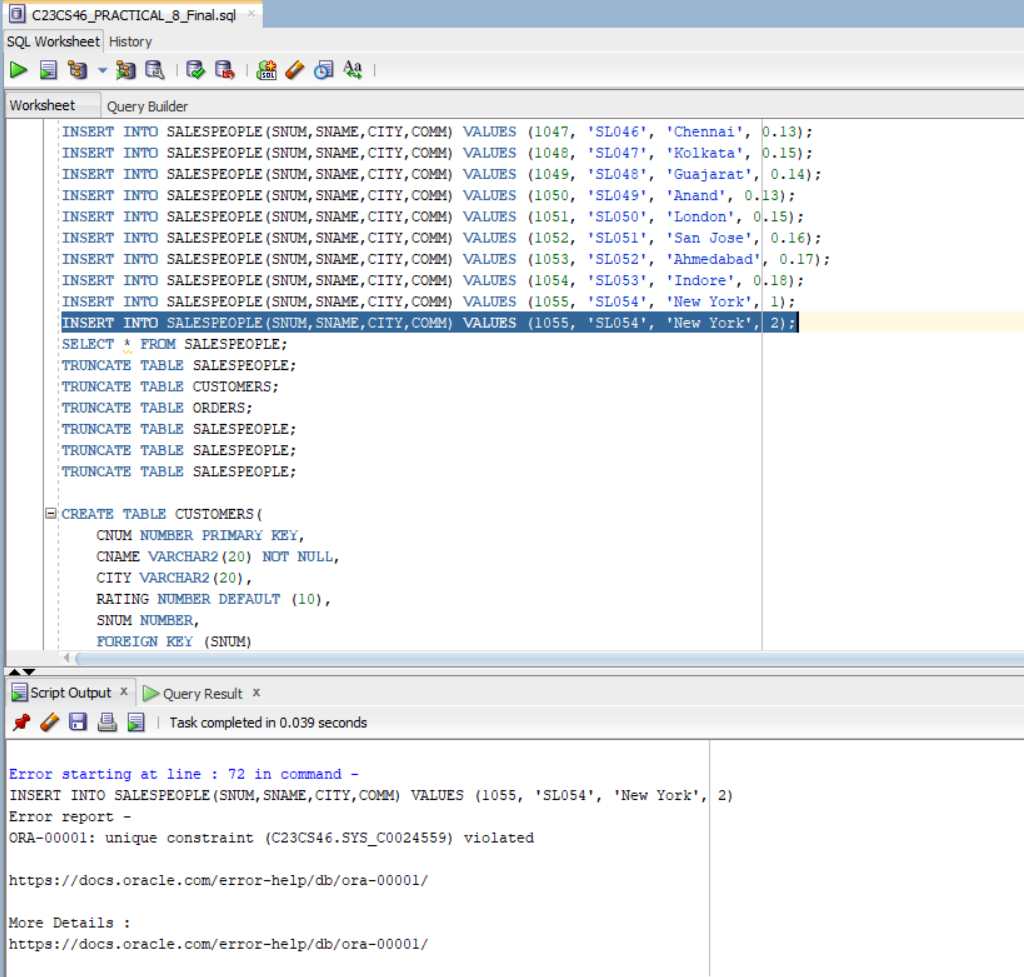 C23CS46_PRACTICAL_8_Final.sql ×
SQL Worksheet History
Worksheet Query Builder
INSERT INTO SALESPEOPLE(SNUM,SNAME,CITY,COMM) VALUES (1047, 'SL046', 'Chennai', 0.13);
INSERT INTO SALESPEOPLE(SNUM,SNAME,CITY,COMM) VALUES (1048, 'SL047', 'Kolkata', 0.15);
INSERT INTO SALESPEOPLE(SNUM,SNAME,CITY,COMM) VALUES (1049, 'SL048', 'Guajarat', 0.14);
INSERT INTO SALESPEOPLE(SNUM,SNAME,CITY,COMM) VALUES (1050, 'SL049', 'Anand', 0.13);
INSERT INTO SALESPEOPLE(SNUM,SNAME,CITY,COMM) VALUES (1051, 'SL050', 'London', 0.15);
INSERT INTO SALESPEOPLE(SNUM,SNAME,CITY,COMM) VALUES (1052, 'SL051', 'San Jose', 0.16);
INSERT INTO SALESPEOPLE(SNUM,SNAME,CITY,COMM) VALUES (1053, 'SL052', 'Ahmedabad', 0.17);
INSERT INTO SALESPEOPLE(SNUM,SNAME,CITY,COMM) VALUES (1054, 'SL053', 'Indore', 0.18);
INSERT INTO SALESPEOPLE(SNUM,SNAME,CITY,COMM) VALUES (1055, 'SL054', 'New York', 1);
INSERT INTO SALESPEOPLE(SNUM,SNAME,CITY,COMM) VALUES (1055, 'SL054', 'New York', 2);
SELECT * FROM SALESPEOPLE;
TRUNCATE TABLE SALESPEOPLE;
TRUNCATE TABLE CUSTOMERS;
TRUNCATE TABLE ORDERS;
TRUNCATE TABLE SALESPEOPLE;
TRUNCATE TABLE SALESPEOPLE;
TRUNCATE TABLE SALESPEOPLE;
CREATE TABLE CUSTOMERS(
CNUM NUMBER PRIMARY KEY,
CNAME VARCHAR2(20) NOT NULL,
CITY VARCHAR2(20),
RATING NUMBER DEFAULT (10),
SNUM NUMBER,
FOREIGN KEY (SNUM)
Script Output × Query Result ×
Task completed in 0.039 seconds
Error starting at line : 72 in command -
INSERT INTO SALESPEOPLE(SNUM,SNAME,CITY,COMM) VALUES (1055, 'SL054', 'New York', 2)
Error report -
ORA-00001: unique constraint (C23CS46.SYS_C0024559) violated
https://docs.oracle.com/error-help/db/ora-00001/
More Details :
https://docs.oracle.com/error-help/db/ora-00001/